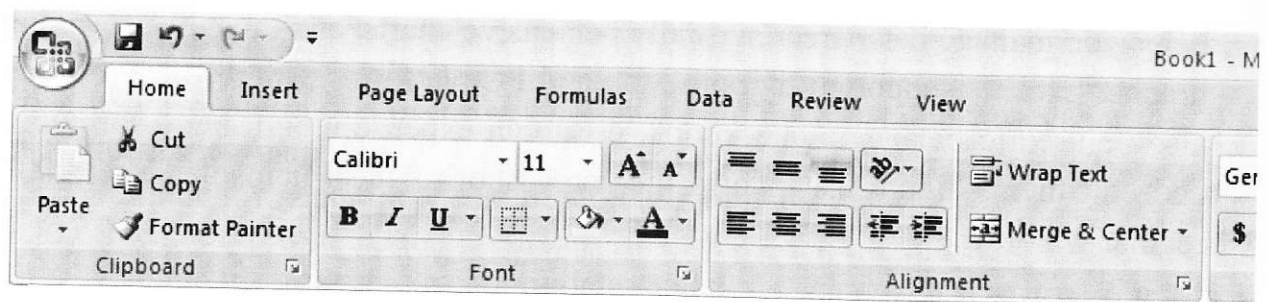 Book1 - M
Home Insert Page Layout Formulas Data Review View
Cut
Calibri 11 A A Wrap Text Gen
Copy
Paste
Format Painter B I U A Merge & Center $
Clipboard Font Alignment